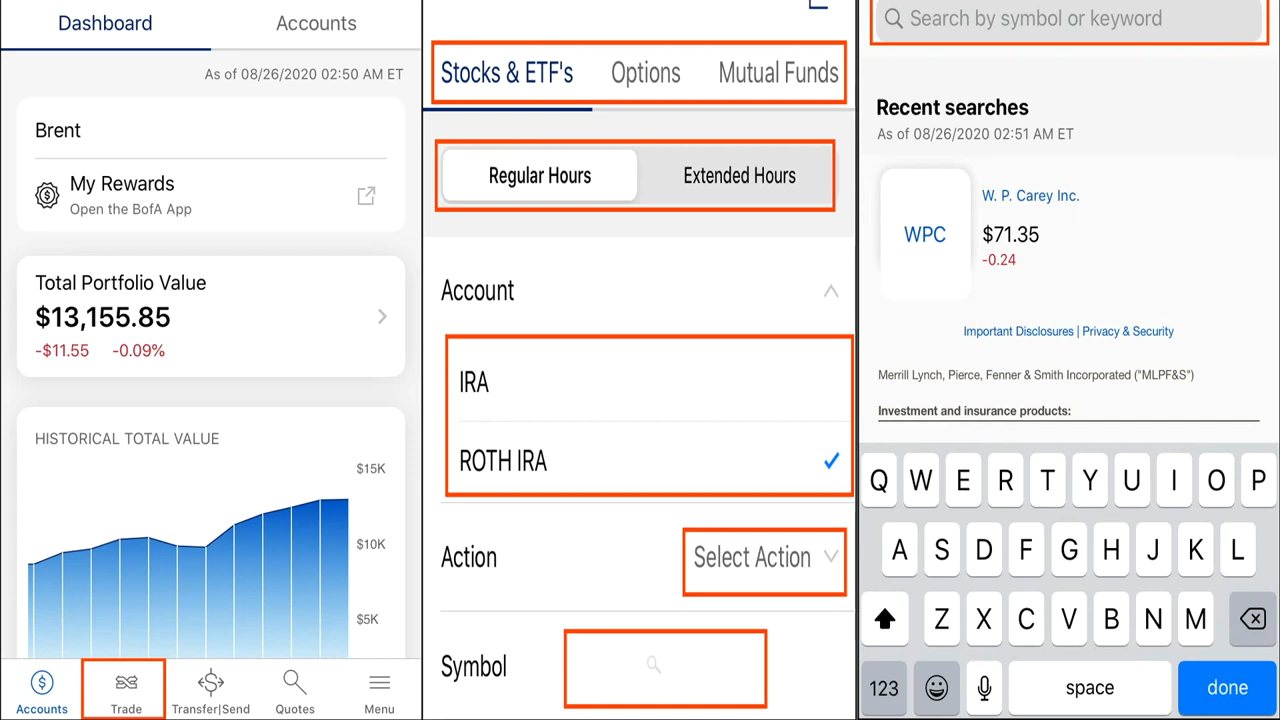 Dashboard
Accounts
As of 08/26/2020 02:50 AM ET
Brent
My Rewards
Open the BofA App
Total Portfolio Value
$13,155.85
-$11.55 -0.09%
HISTORICAL TOTAL VALUE
$15K
$10K
$5K
Accounts
Trade
Transfer|Send
Quotes
Menu
Stocks & ETF's
Options
Mutual Funds
Regular Hours
Extended Hours
Account
IRA
ROTH IRA
Action
Select Action
Symbol
Search by symbol or keyword
Recent searches
As of 08/26/2020 02:51 AM ET
WPC
W. P. Carey Inc.
$71.35
-0.24
Important Disclosures | Privacy & Security
Merrill Lynch, Pierce, Fenner & Smith Incorporated ("MLPF&S")
Investment and insurance products:
Q W E R T Y U I O P
A S D F G H J K L
Z X C V B N M
123 space done